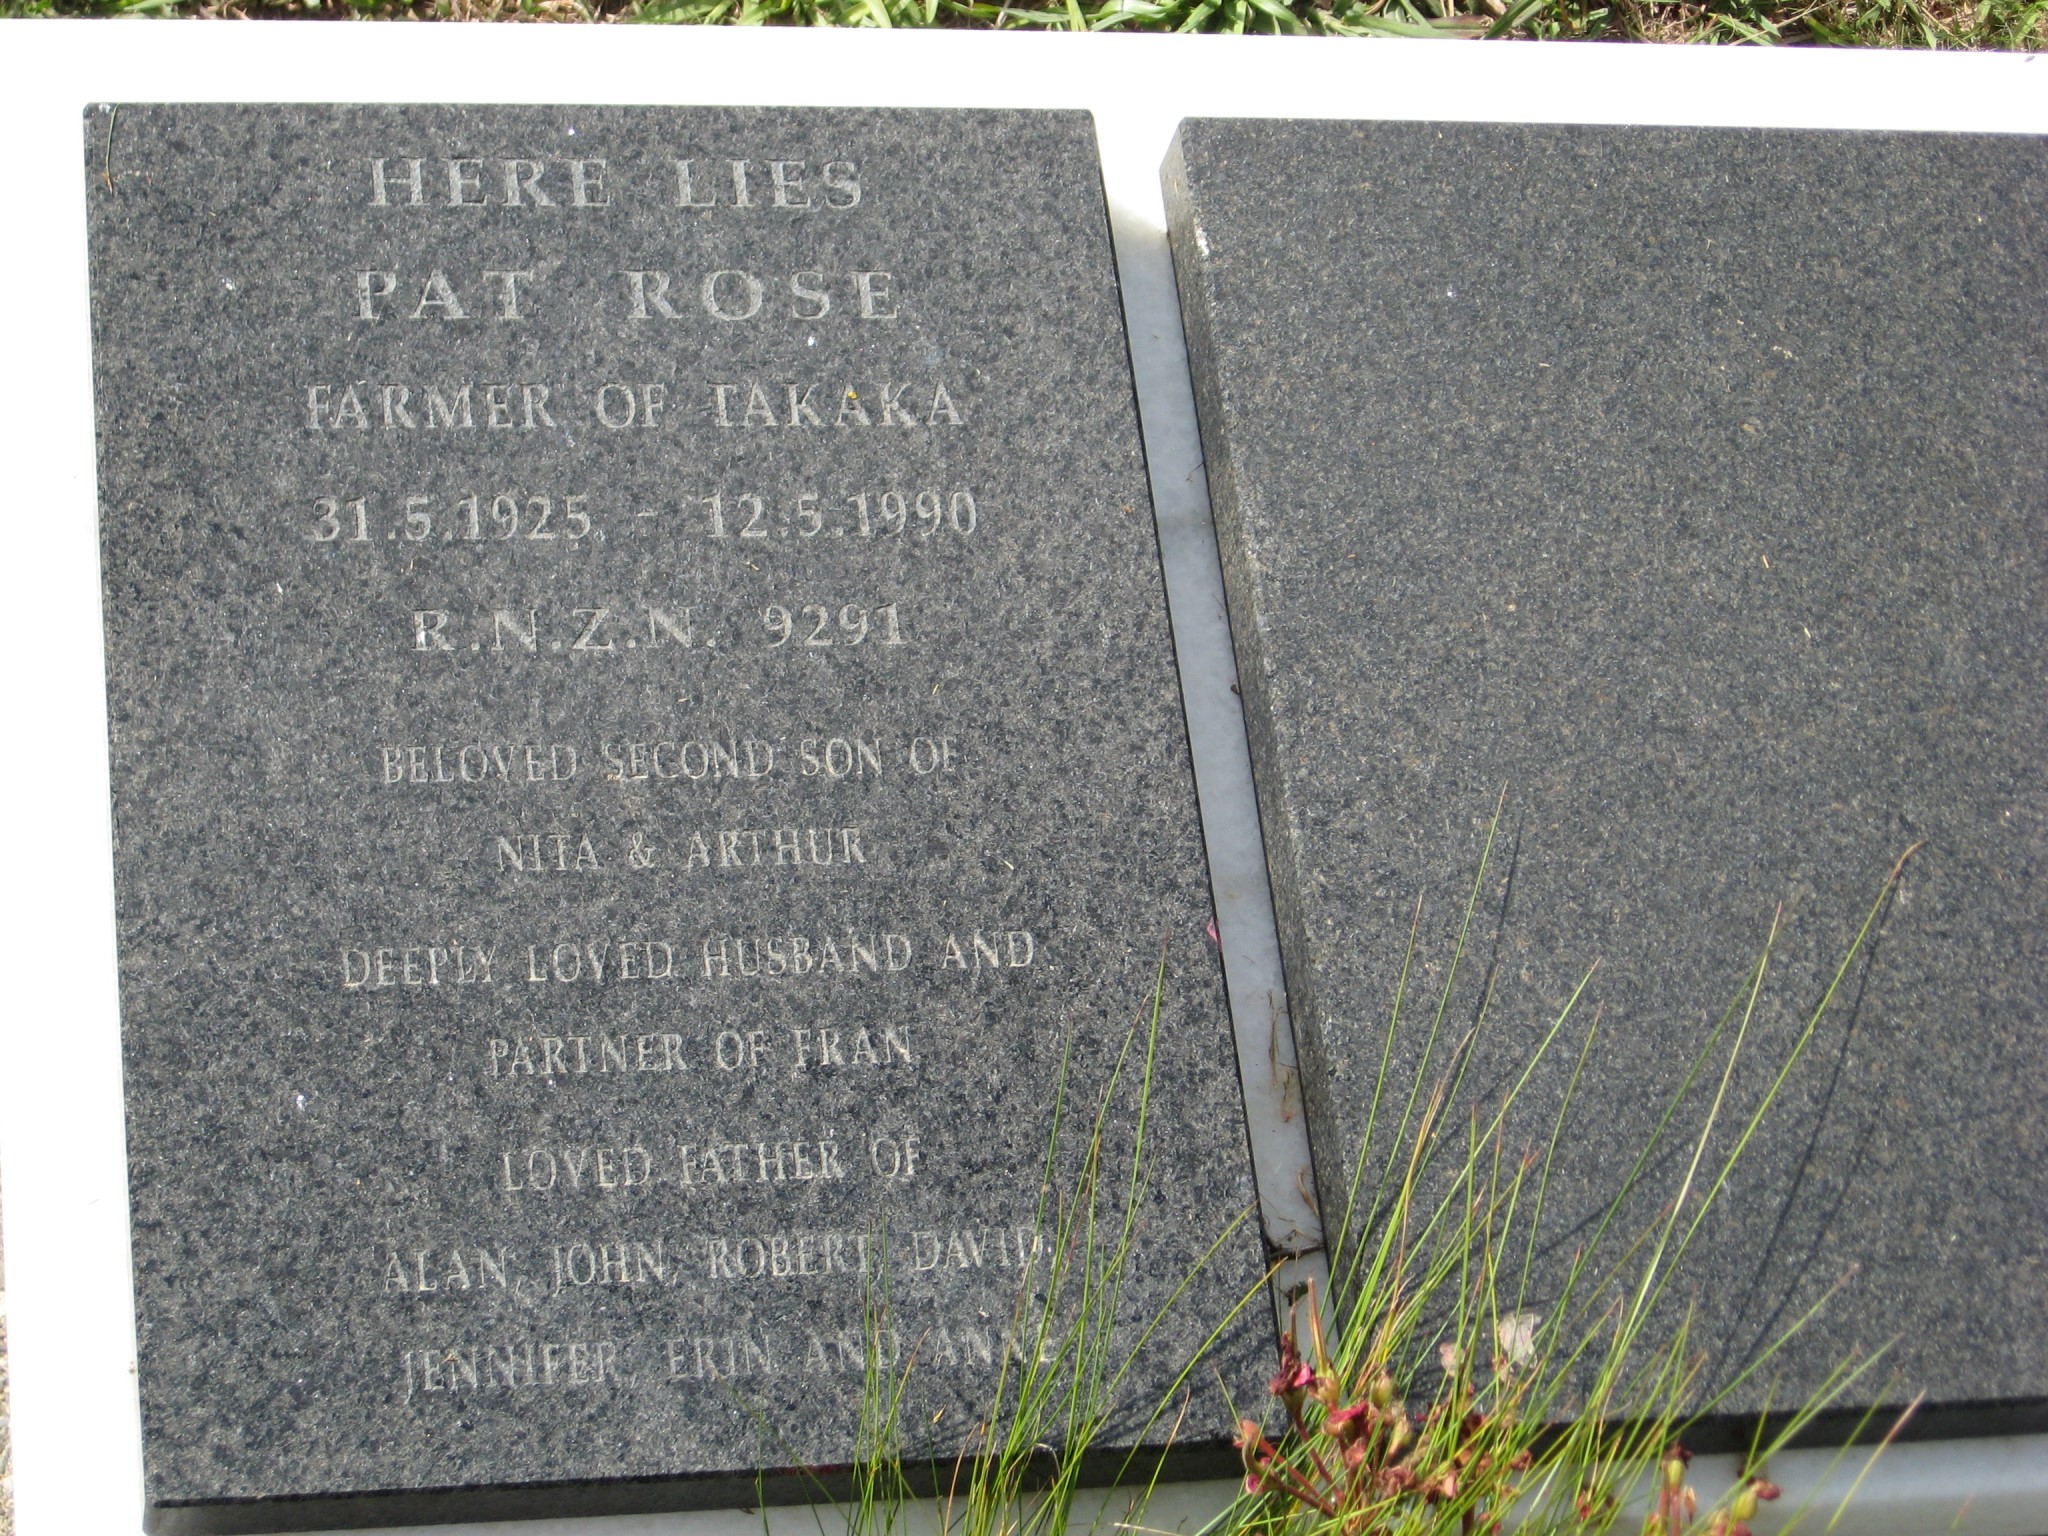 HERE LIES
PAT ROSE
FARMER OF TAKAKA
31.5.1925 - 12.5.1990
R.N.Z.N. 9291
BELOVED SECOND SON OF
NITA & ARTHUR
DEEPLY LOVED HUSBAND AND
PARTNER OF FRAN
LOVED FATHER OF
ALAN, JOHN, ROBERT, DAVID,
JENNIFER, ERIN AND ANNE